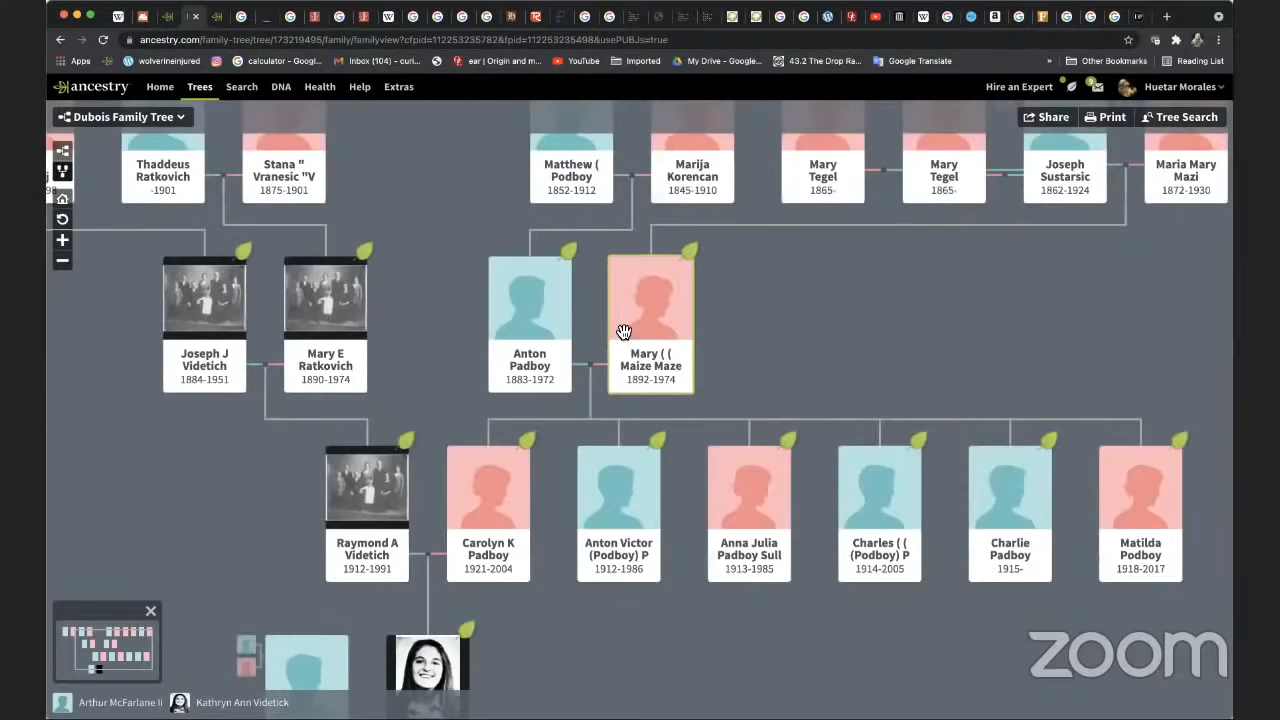 ancestry.com/family-tree/tree/173219495/family/familyview?cfpid=112253235782&fpid=112253235498&usePUBJs=true
Apps
wolverineinjured
calculator - Googl...
Inbox (104) - curi...
ear | Origin and m...
YouTube
Imported
My Drive - Google...
43.2 The Drop Ra...
Google Translate
»
Other Bookmarks
Reading List
ancestry
Home
Trees
Search
DNA
Health
Help
Extras
Hire an Expert
Huetar Morales
Dubois Family Tree
Share
Print
Tree Search
Thaddeus
Ratkovich
-1901
Stana "
Vranesic "V
1875-1901
Matthew (
Podboy
1852-1912
Marija
Korencan
1845-1910
Mary
Tegel
1865-
Mary
Tegel
1865-
Joseph
Sustarsic
1862-1924
Maria Mary
Mazi
1872-1930
Joseph J
Videtich
1884-1951
Mary E
Ratkovich
1890-1974
Anton
Padboy
1883-1972
Mary ( (
Maize Maze
1892-1974
Raymond A
Videtich
1912-1991
Carolyn K
Padboy
1921-2004
Anton Victor
(Podboy) P
1912-1986
Anna Julia
Padboy Sull
1913-1985
Charles ( (
(Podboy) P
1914-2005
Charlie
Padboy
1915-
Matilda
Podboy
1918-2017
Arthur McFarlane II
Kathryn Ann Videtick
zoom